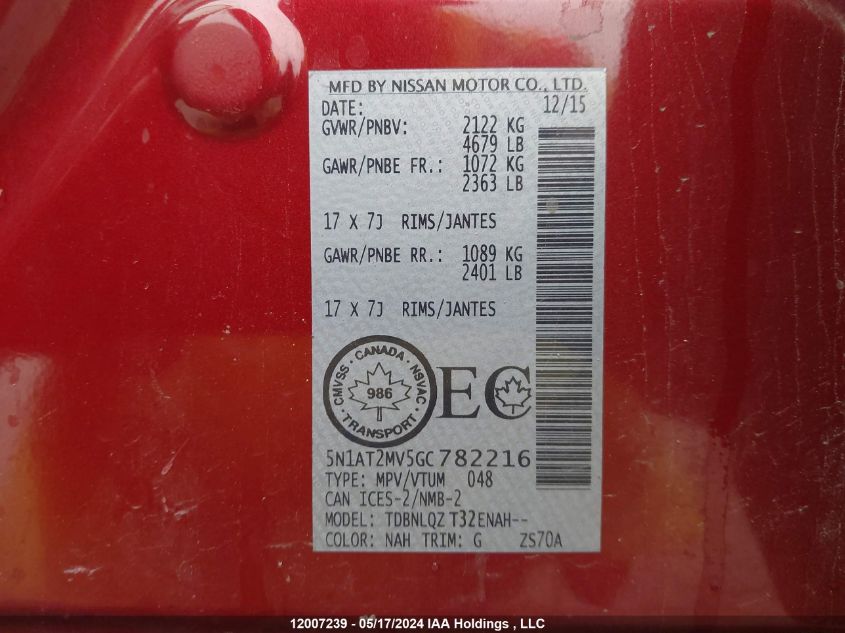 MFD BY NISSAN MOTOR CO., LTD.
DATE: 12/15
GVWR/PNBV: 2122 KG
4679 LB
GAWR/PNBE FR.: 1072 KG
2363 LB
17 X 7J RIMS/JANTES
GAWR/PNBE RR.: 1089 KG
2401 LB
17 X 7J RIMS/JANTES
CMVSS · CANADA · NSVAC · TRANSPORT ·
986
EC
5N1AT2MV5GC782216
TYPE: MPV/VTUM 048
CAN ICES-2/NMB-2
MODEL: TDBNLQZ T32ENAH--
COLOR: NAH TRIM: G ZS70A
12007239 - 05/17/2024 IAA Holdings , LLC